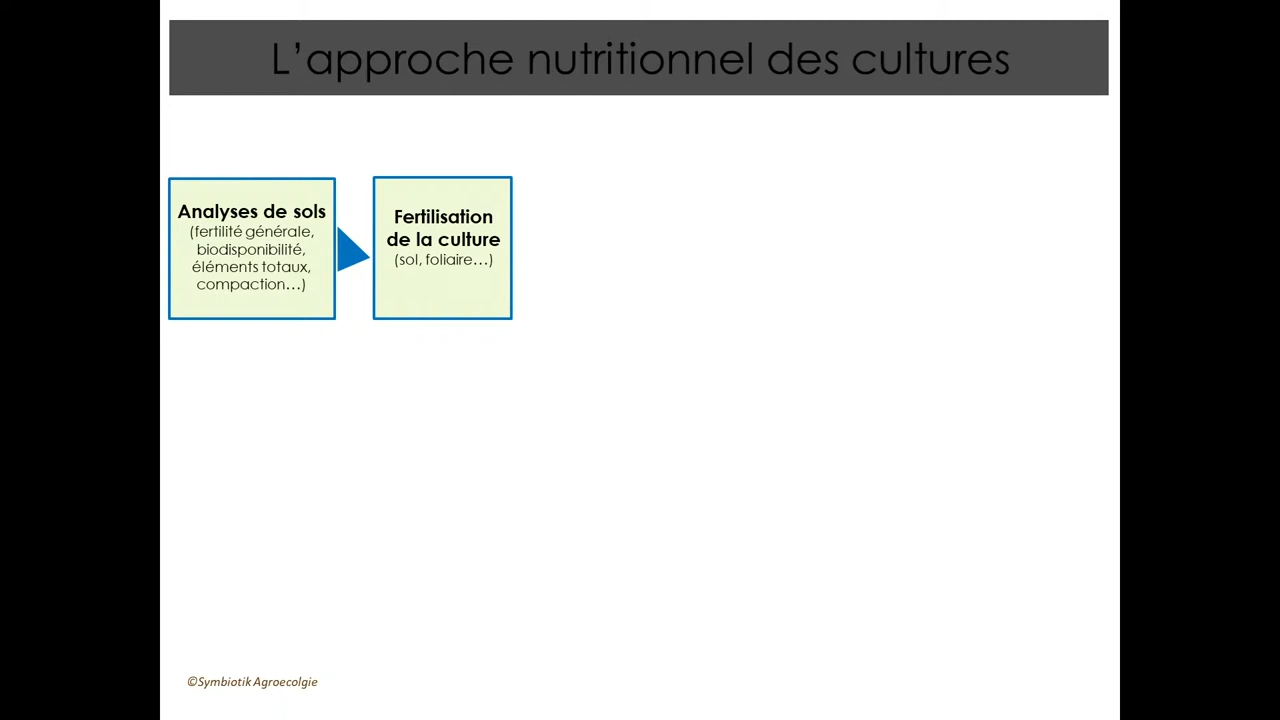 L’approche nutritionnel des cultures
Analyses de sols
(fertilité générale,
biodisponibilité,
éléments totaux,
compaction…)
Fertilisation
de la culture
(sol, foliaire…)
©Symbiotik Agroecolgie